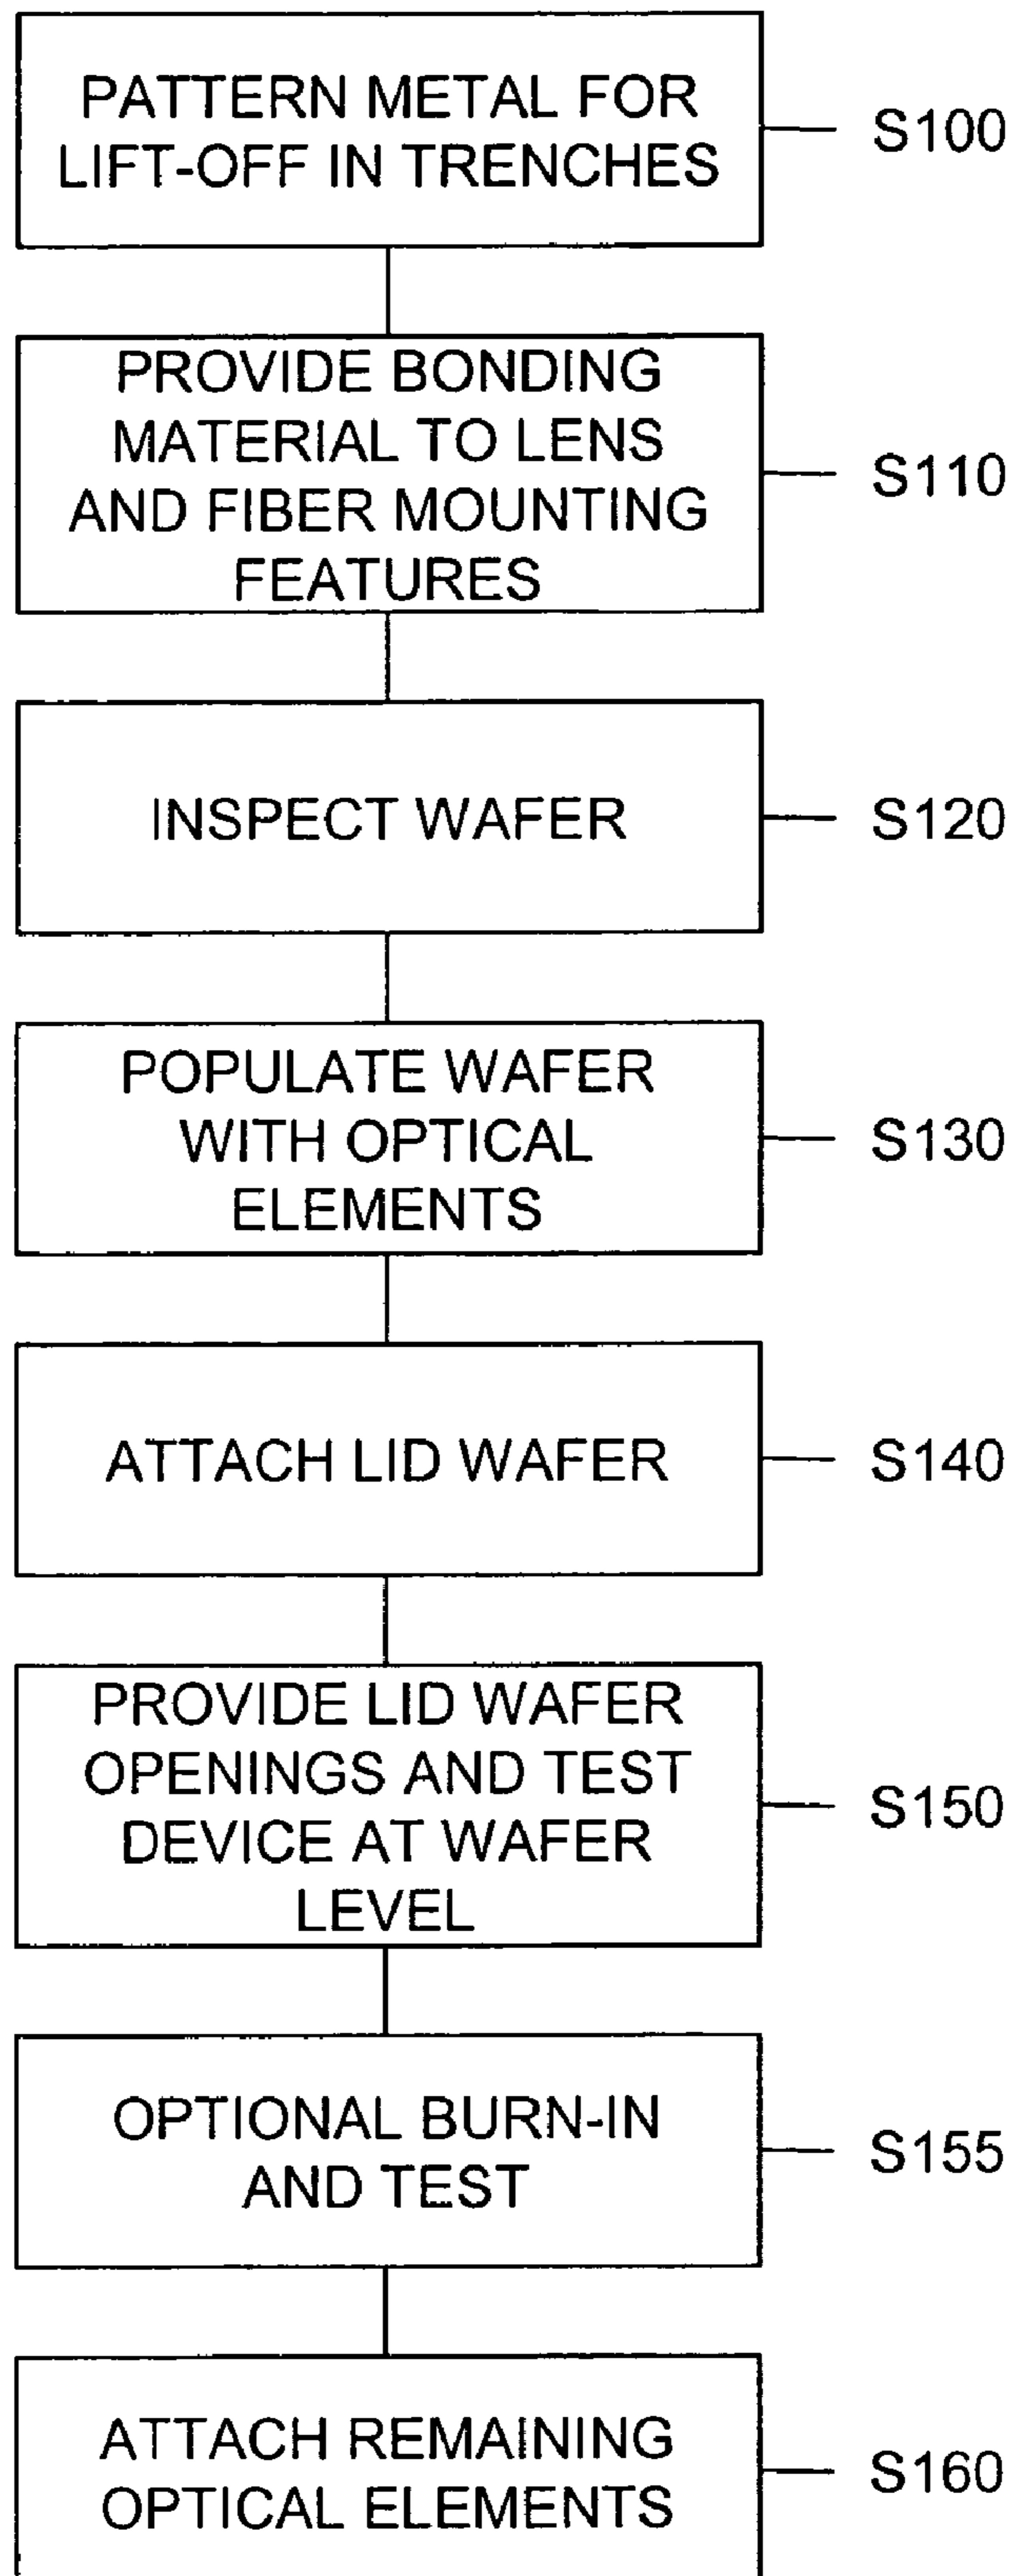 PATTERN METAL FOR
LIFT-OFF IN TRENCHES
S100
PROVIDE BONDING
MATERIAL TO LENS
AND FIBER MOUNTING
FEATURES
S110
INSPECT WAFER
S120
POPULATE WAFER
WITH OPTICAL
ELEMENTS
S130
ATTACH LID WAFER
S140
PROVIDE LID WAFER
OPENINGS AND TEST
DEVICE AT WAFER
LEVEL
S150
OPTIONAL BURN-IN
AND TEST
S155
ATTACH REMAINING
OPTICAL ELEMENTS
S160